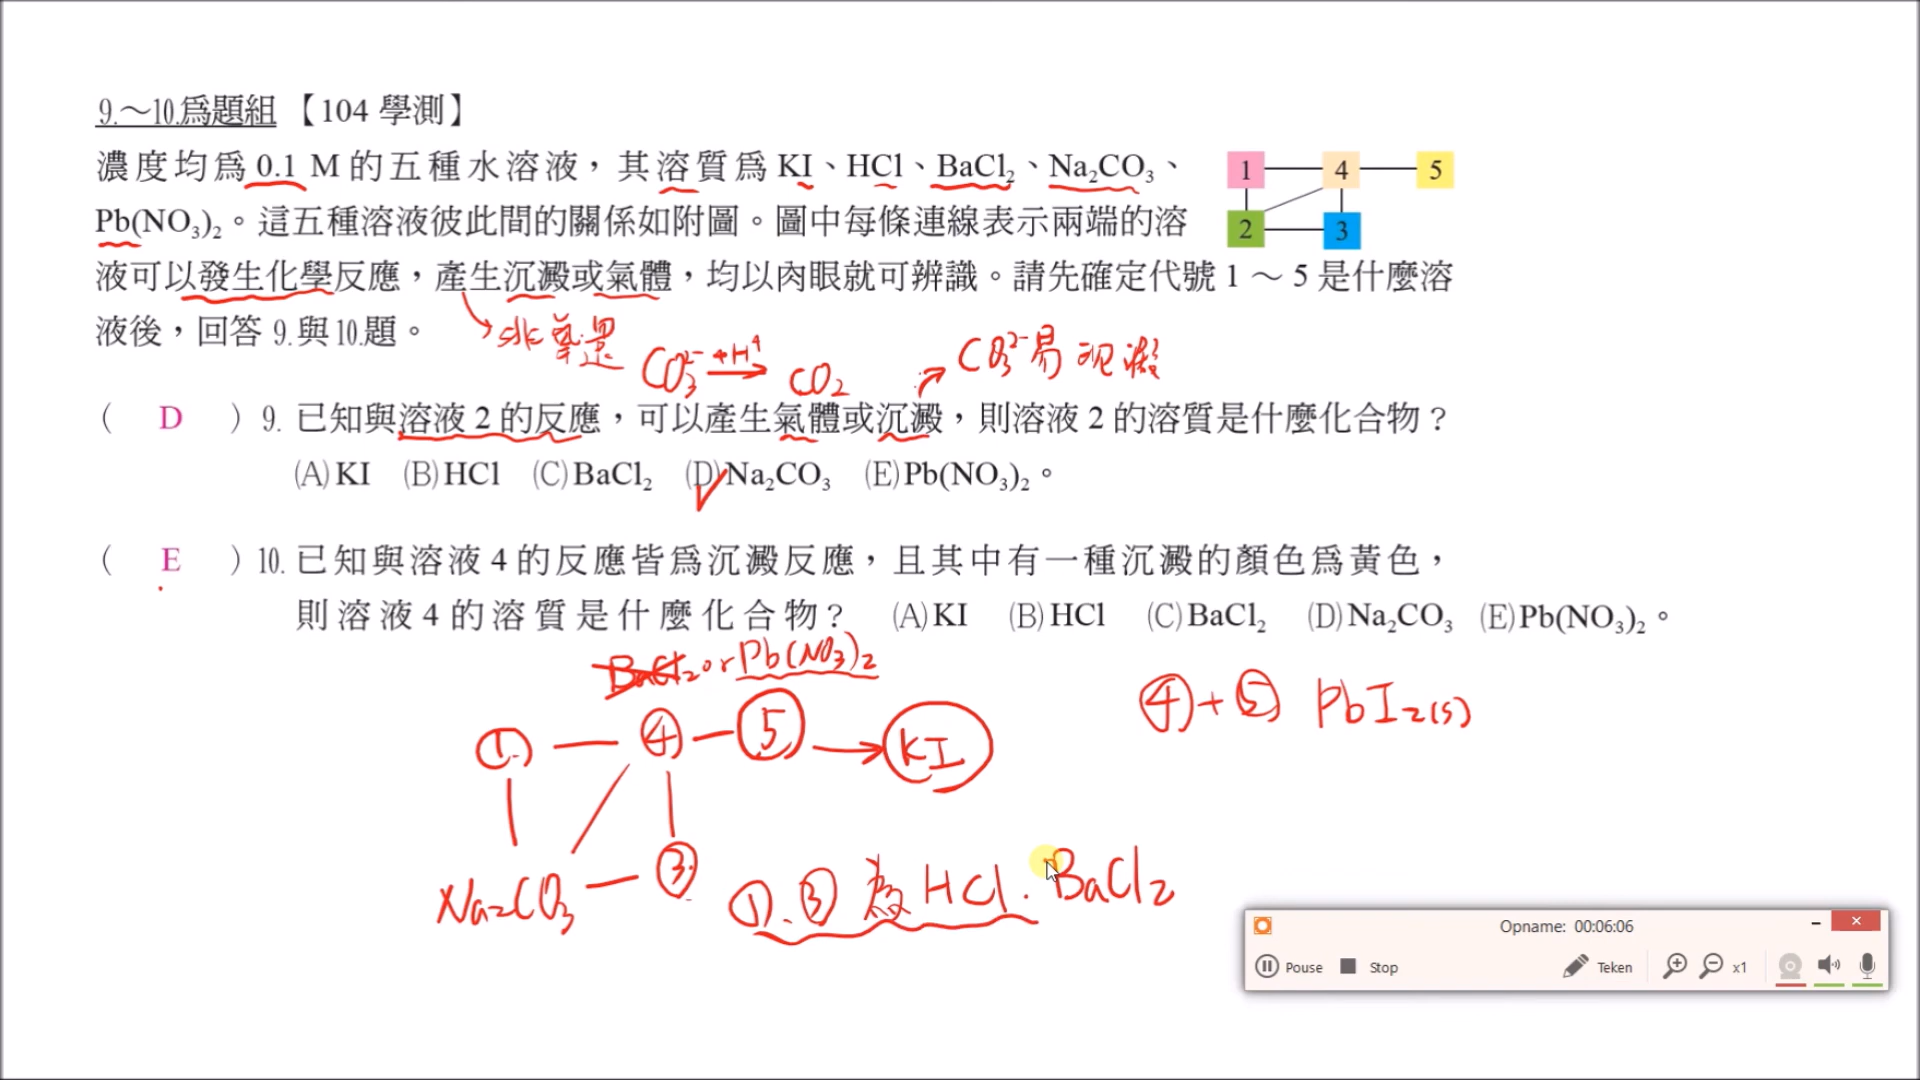 9.～10.為題組 【104 學測】
濃度均為 0.1 M 的五種水溶液，其溶質為 KI、HCl、BaCl₂、Na₂CO₃、
Pb(NO₃)₂。這五種溶液彼此間的關係如附圖。圖中每條連線表示兩端的溶
液可以發生化學反應，產生沉澱或氣體，均以肉眼就可辨識。請先確定代號 1 ～ 5 是什麼溶
液後，回答 9.與10.題。
1 4 5
2 3
非氧還
CO₃²⁻ +H⁺ CO₂
CO₃²⁻易沉澱
( D ) 9. 已知與溶液 2 的反應，可以產生氣體或沉澱，則溶液 2 的溶質是什麼化合物？
(A) KI (B) HCl (C) BaCl₂ (D) Na₂CO₃ (E) Pb(NO₃)₂。
( E ) 10. 已知與溶液 4 的反應皆為沉澱反應，且其中有一種沉澱的顏色為黃色，
則溶液 4 的溶質是什麼化合物？ (A) KI (B) HCl (C) BaCl₂ (D) Na₂CO₃ (E) Pb(NO₃)₂。
BaCl₂ or Pb(NO₃)₂
① ④ ⑤ KI
④+⑤ PbI₂(s)
Na₂CO₃ ③
①.③ 為 HCl. BaCl₂
Opname: 00:06:06
Pause Stop Teken x1